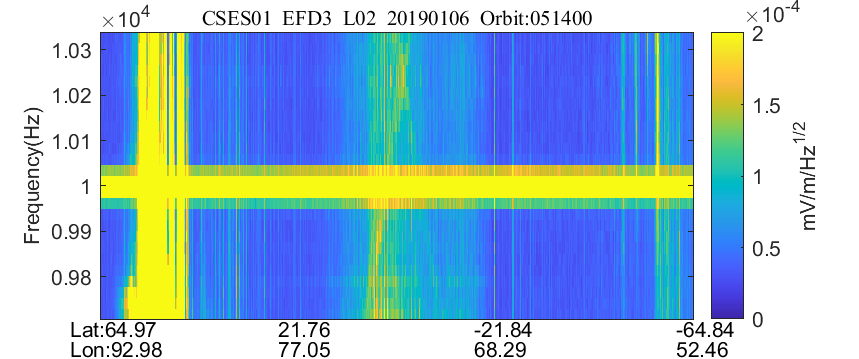 ×10⁴ CSES01 EFD3 L02 20190106 Orbit:051400 ×10⁻⁴
Frequency(Hz)
1.03
1.02
1.01
1
0.99
0.98
2
1.5
1
0.5
0
mV/m/Hz^1/2
Lat:64.97 21.76 -21.84 -64.84
Lon:92.98 77.05 68.29 52.46